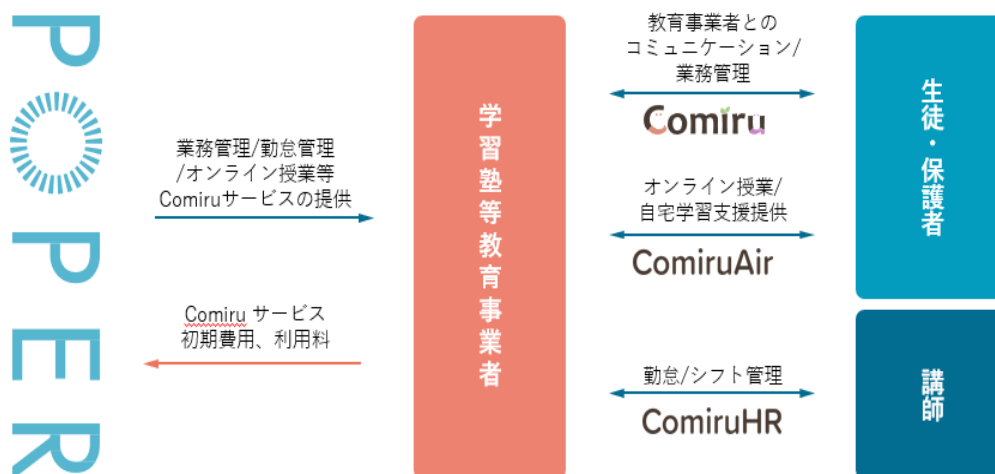 POPER
業務管理/勤怠管理
/オンライン授業等
Comiruサービスの提供
Comiru サービス
初期費用、利用料
学習塾等教育事業者
教育事業者との
コミュニケーション/
業務管理
Comiru
オンライン授業/
自宅学習支援提供
ComiruAir
勤怠/シフト管理
ComiruHR
生徒・保護者
講師